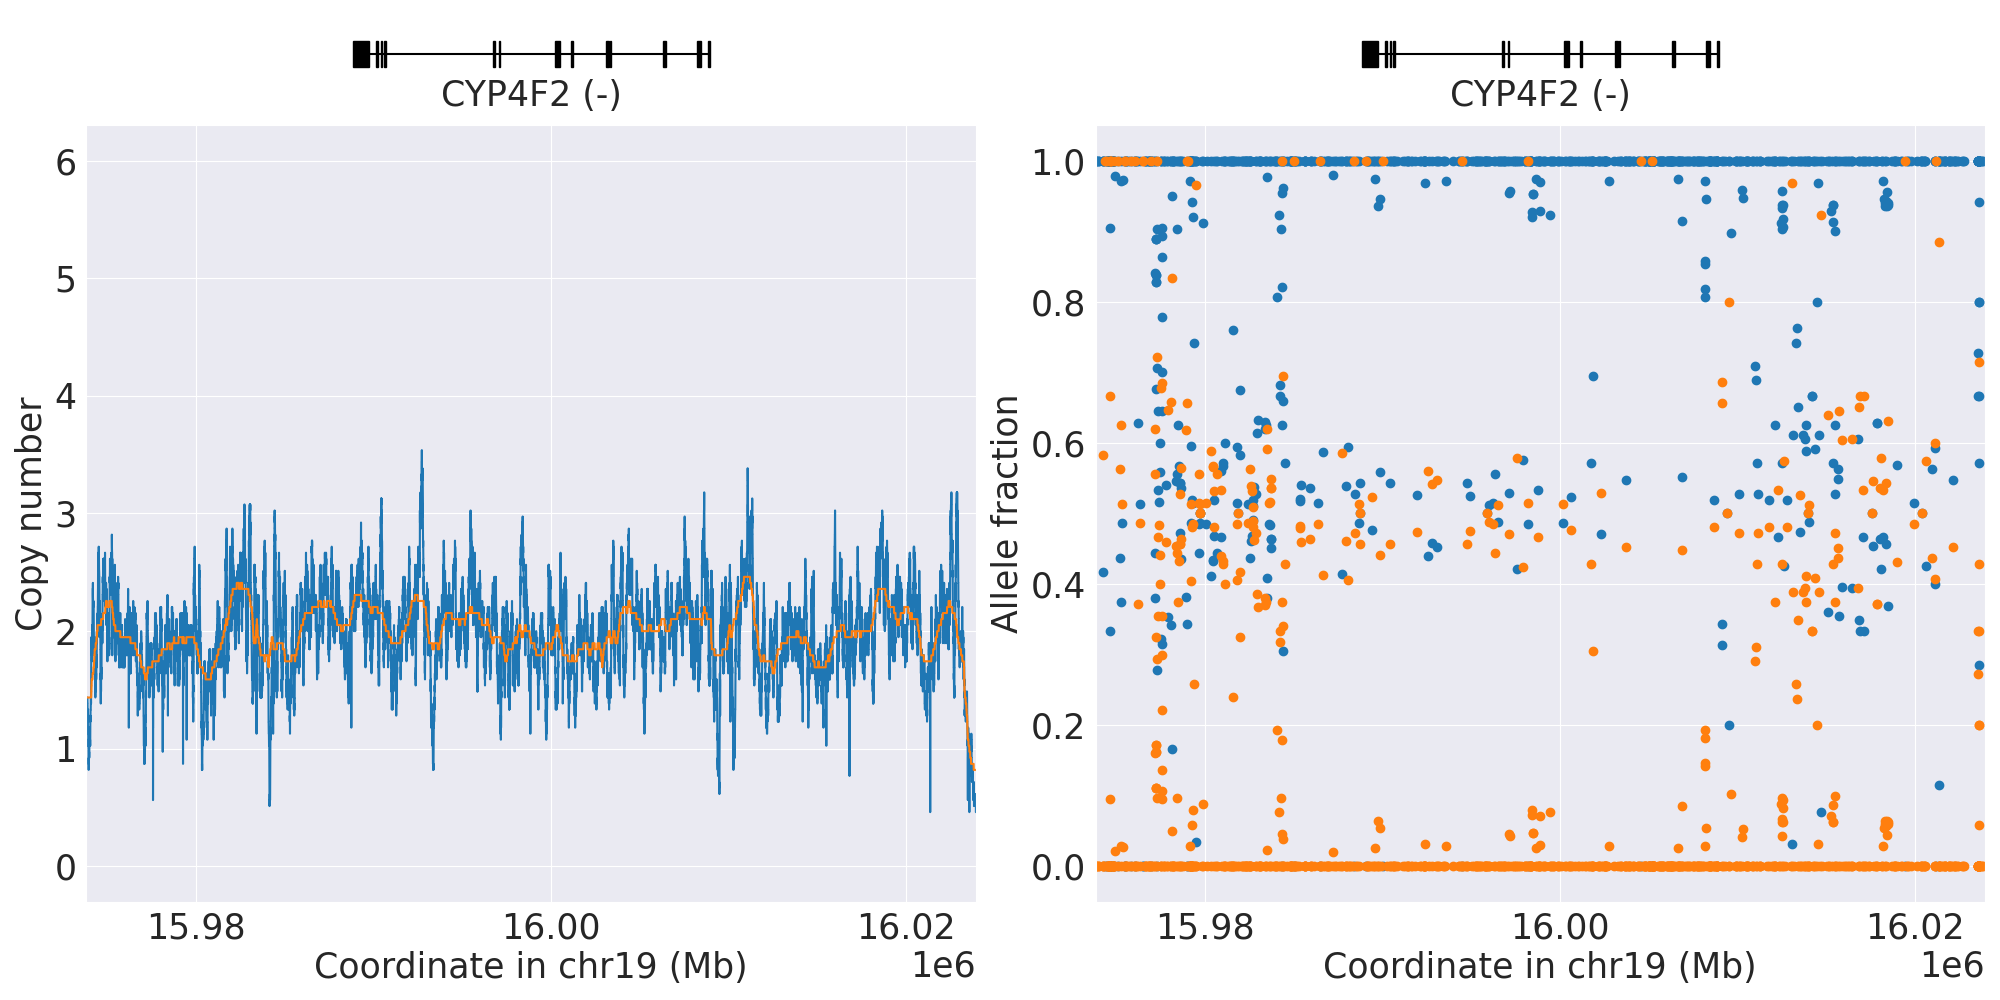 CYP4F2 (-)
6
5
4
3
2
1
0
Copy number
15.98
16.00
16.02
Coordinate in chr19 (Mb)
1e6
CYP4F2 (-)
1.0
0.8
0.6
0.4
0.2
0.0
Allele fraction
15.98
16.00
16.02
Coordinate in chr19 (Mb)
1e6